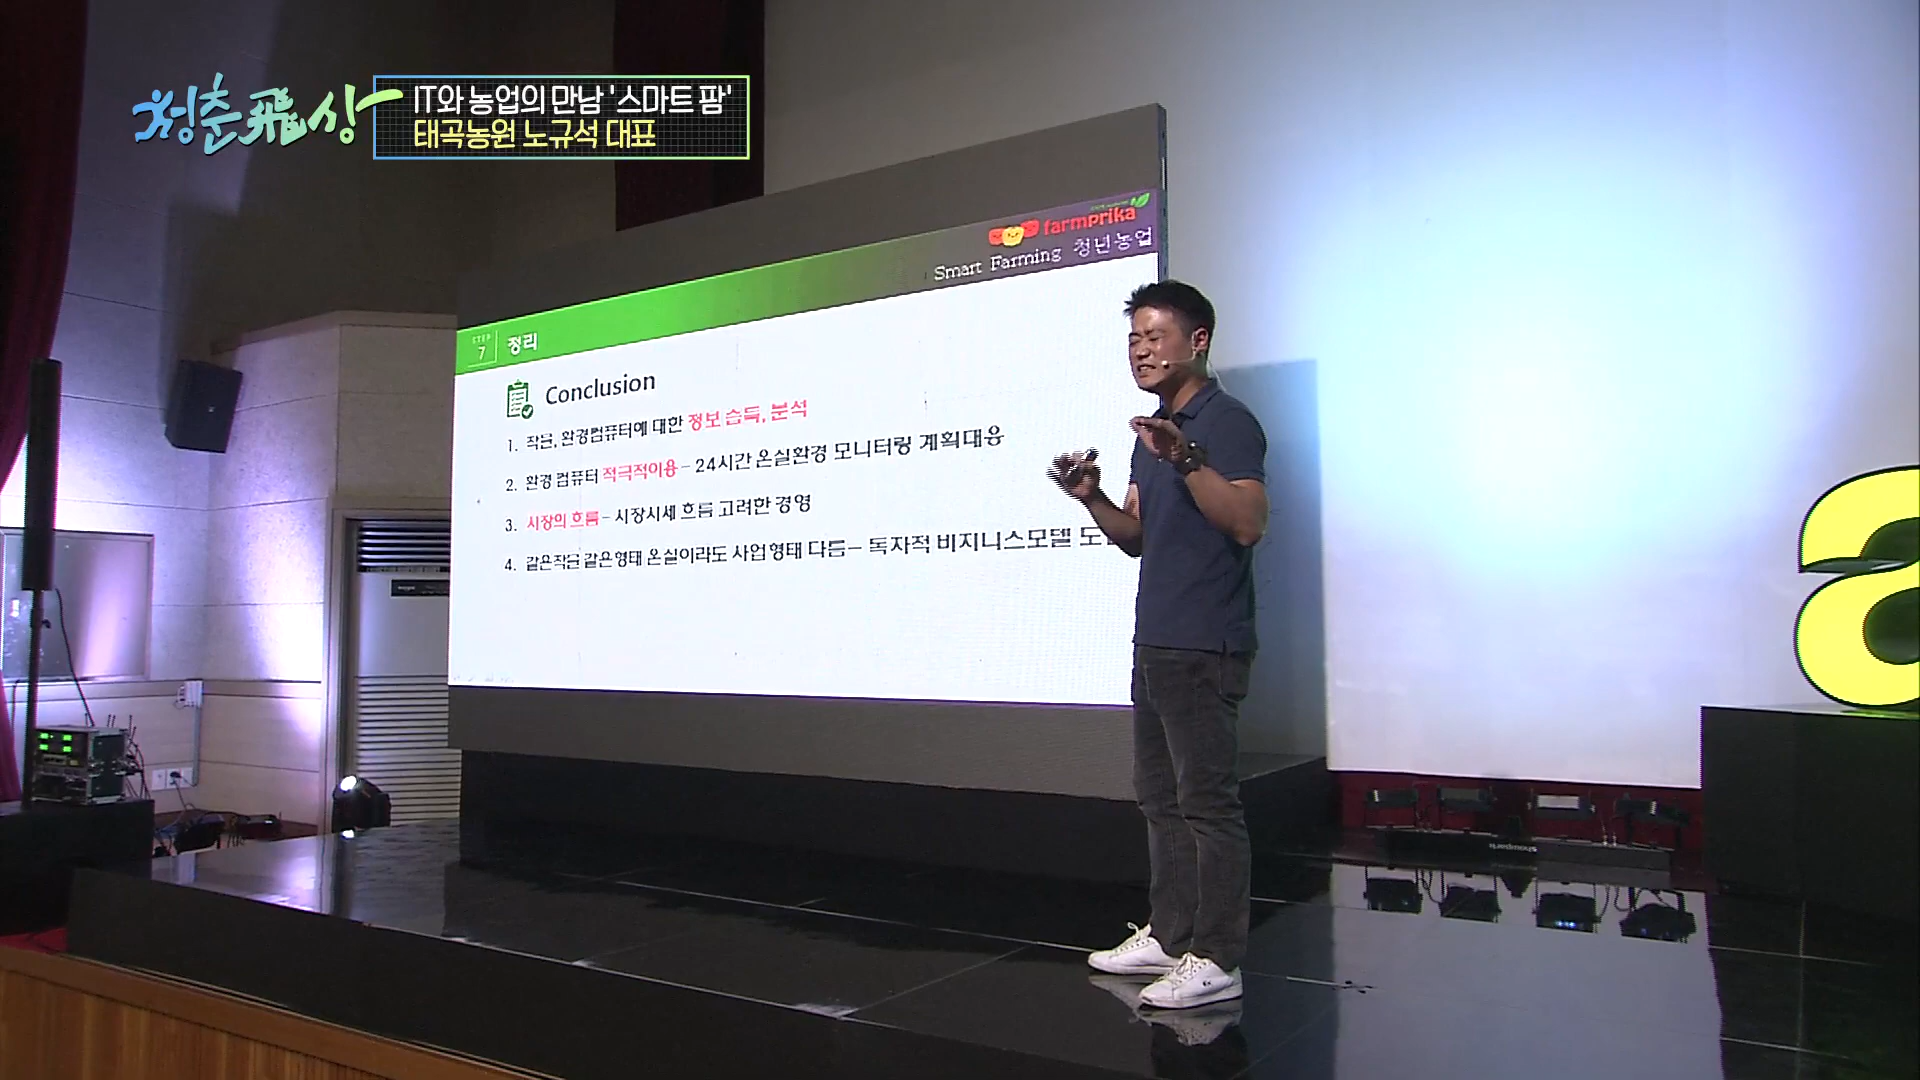 청춘飛상
IT와 농업의 만남 '스마트 팜'
태곡농원 노규석 대표
farmprika
Smart Farming 청년농업
STEP
7 정리
Conclusion
1. 작물, 환경컴퓨터에 대한 정보 습득, 분석
2. 환경 컴퓨터 적극적이용 - 24시간 온실환경 모니터링 계획대응
3. 시장의 흐름 - 시장시세 흐름 고려한 경영
4. 같은작물 같은형태 온실이라도 사업형태 다름 - 독자적 비지니스모델
a